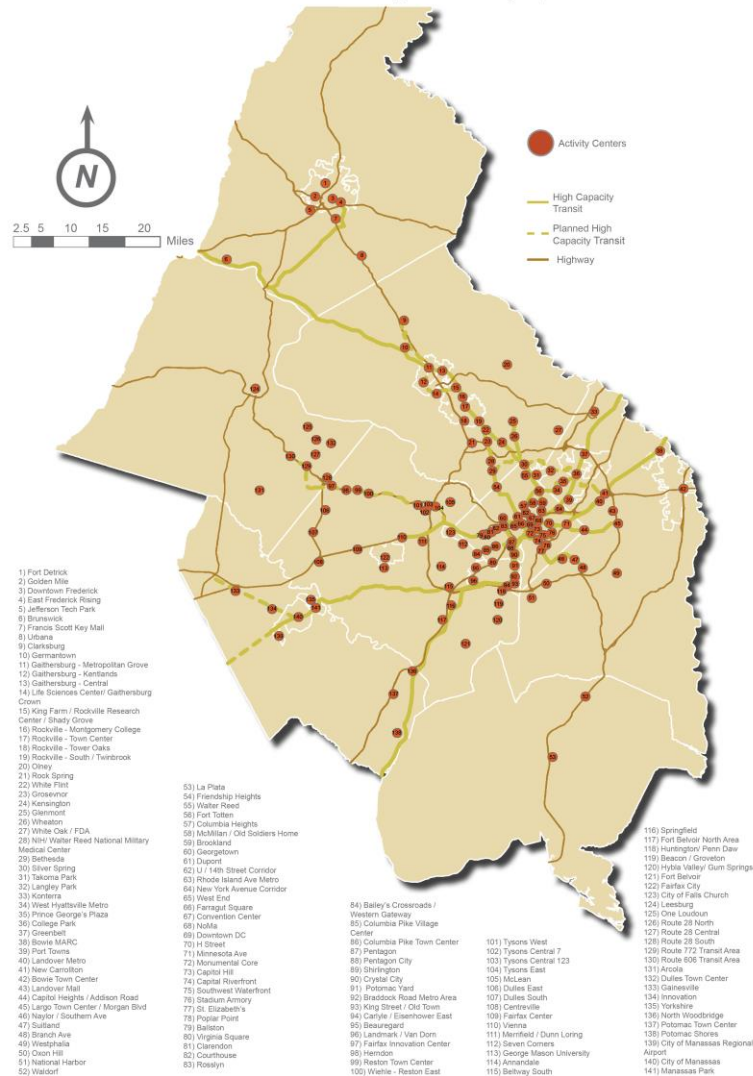 N
Activity Centers
High Capacity
Transit
Planned High
Capacity Transit
Highway
2.5 5 10 15 20
Miles
1) Fort Detrick
2) Golden Mile
3) Downtown Frederick
4) East Frederick Rising
5) Jefferson Tech Park
6) Brunswick
7) Francis Scott Key Mall
8) Urbana
9) Clarksburg
10) Germantown
11) Gaithersburg - Metropolitan Grove
12) Gaithersburg - Kentlands
13) Gaithersburg - Central
14) Life Sciences Center/ Gaithersburg
Crown
15) King Farm / Rockville Research
Center / Shady Grove
16) Rockville - Montgomery College
17) Rockville - Town Center
18) Rockville - Tower Oaks
19) Rockville - South / Twinbrook
20) Olney
21) Rock Spring
22) White Flint
23) Grosevnor
24) Kensington
25) Glenmont
26) Wheaton
27) White Oak / FDA
28) NIH/ Walter Reed National Military
Medical Center
29) Bethesda
30) Silver Spring
31) Takoma Park
32) Langley Park
33) Konterra
34) West Hyattsville Metro
35) Prince George's Plaza
36) College Park
37) Greenbelt
38) Bowie MARC
39) Port Towns
40) Landover Metro
41) New Carrollton
42) Bowie Town Center
43) Landover Mall
44) Capitol Heights / Addison Road
45) Largo Town Center / Morgan Blvd
46) Naylor / Southern Ave
47) Suitland
48) Branch Ave
49) Westphalia
50) Oxon Hill
51) National Harbor
52) Waldorf
53) La Plata
54) Friendship Heights
55) Walter Reed
56) Fort Totten
57) Columbia Heights
58) McMillan / Old Soldiers Home
59) Brookland
60) Georgetown
61) Dupont
62) U / 14th Street Corridor
63) Rhode Island Ave Metro
64) New York Avenue Corridor
65) West End
66) Farragut Square
67) Convention Center
68) NoMa
69) Downtown DC
70) H Street
71) Minnesota Ave
72) Monumental Core
73) Capitol Hill
74) Capital Riverfront
75) Southwest Waterfront
76) Stadium Armory
77) St. Elizabeth's
78) Poplar Point
79) Ballston
80) Virginia Square
81) Clarendon
82) Courthouse
83) Rosslyn
84) Bailey's Crossroads /
Western Gateway
85) Columbia Pike Village
Center
86) Columbia Pike Town Center
87) Pentagon
88) Pentagon City
89) Shirlington
90) Crystal City
91) Potomac Yard
92) Braddock Road Metro Area
93) King Street / Old Town
94) Carlyle / Eisenhower East
95) Beauregard
96) Landmark / Van Dorn
97) Fairfax Innovation Center
98) Herndon
99) Reston Town Center
100) Wiehle - Reston East
101) Tysons West
102) Tysons Central 7
103) Tysons Central 123
104) Tysons East
105) McLean
106) Dulles East
107) Dulles South
108) Centreville
109) Fairfax Center
110) Vienna
111) Merrifield / Dunn Loring
112) Seven Corners
113) George Mason University
114) Annandale
115) Beltway South
116) Springfield
117) Fort Belvoir North Area
118) Huntington/ Penn Daw
119) Beacon / Groveton
120) Hybla Valley/ Gum Springs
121) Fort Belvoir
122) Fairfax City
123) City of Falls Church
124) Leesburg
125) One Loudoun
126) Route 28 North
127) Route 28 Central
128) Route 28 South
129) Route 772 Transit Area
130) Route 606 Transit Area
131) Arcola
132) Dulles Town Center
133) Gainesville
134) Innovation
135) Yorkshire
136) North Woodbridge
137) Potomac Town Center
138) Potomac Shores
139) City of Manassas Regional
Airport
140) City of Manassas
141) Manassas Park